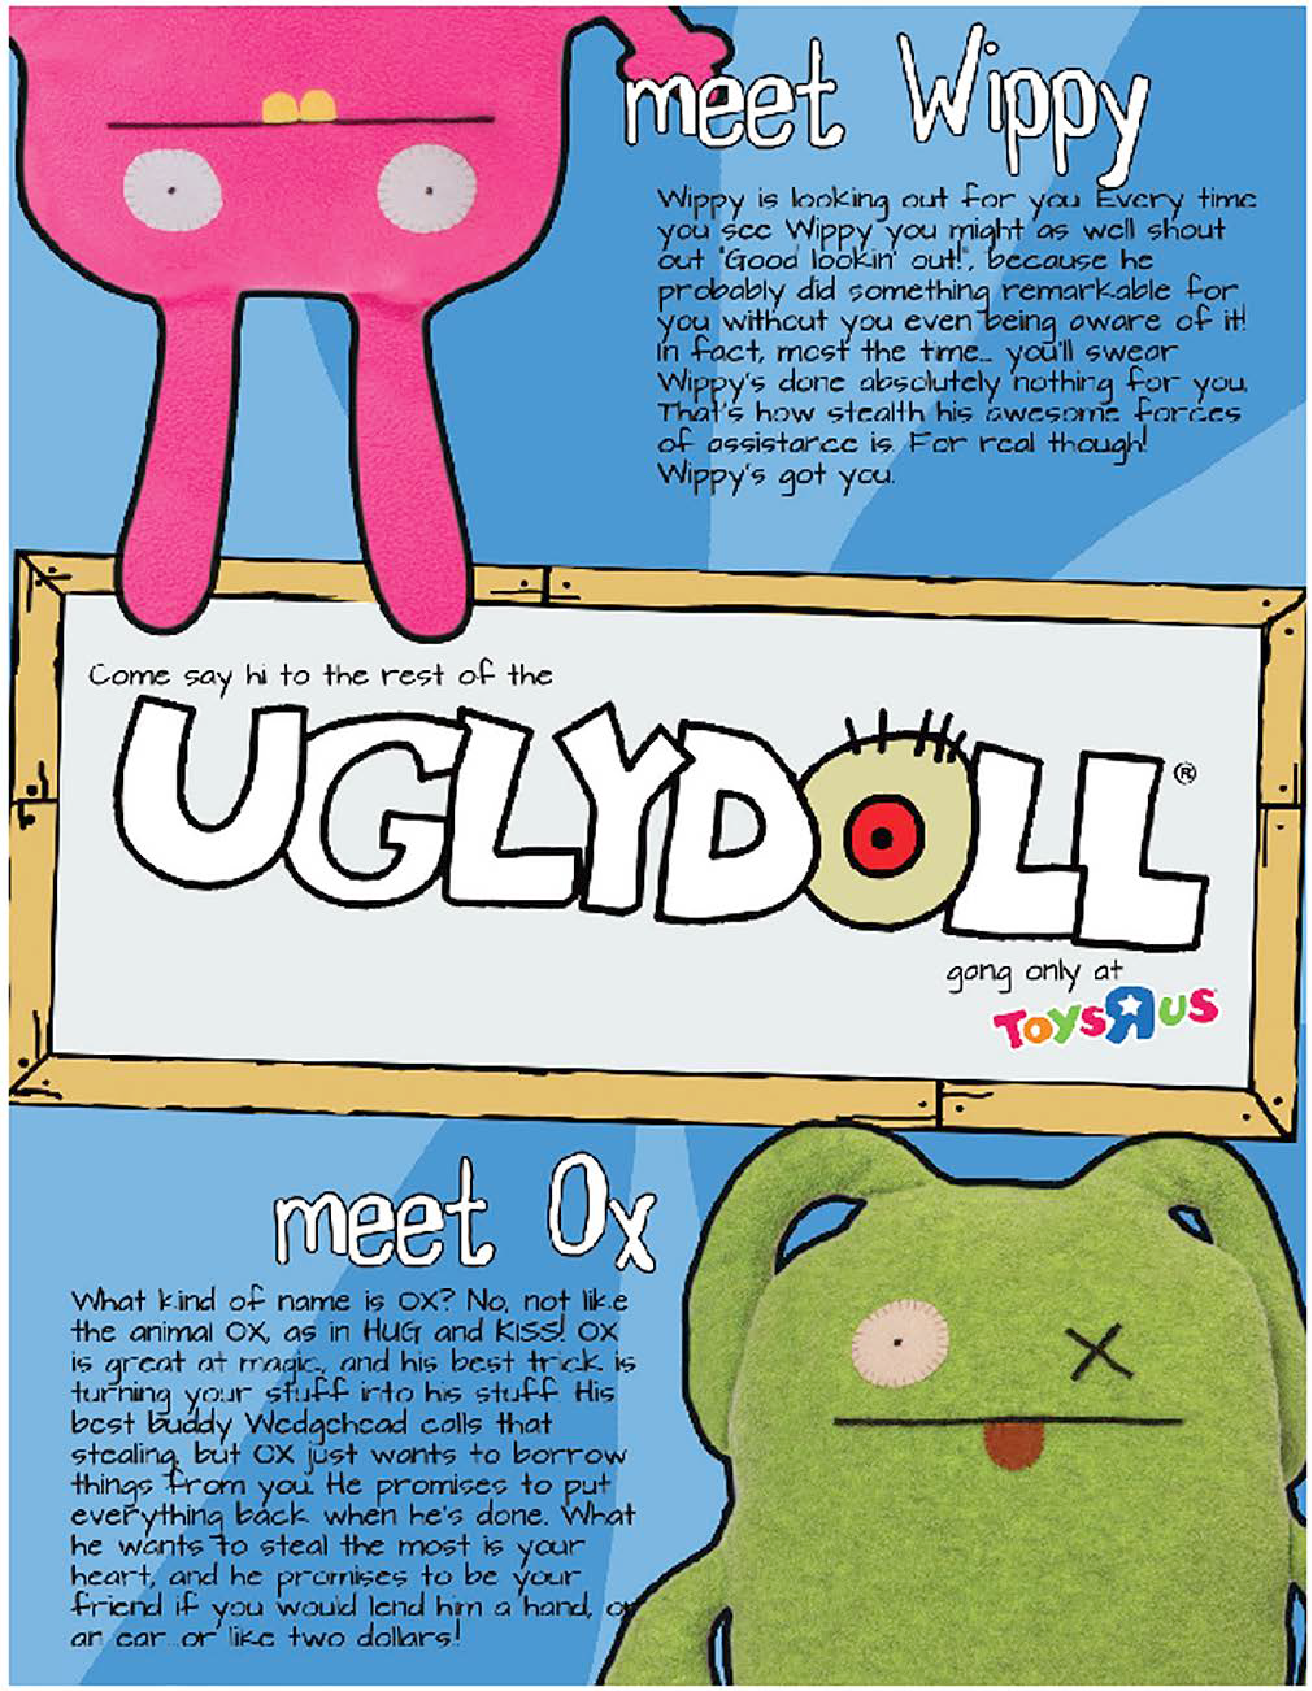 meet Wippy
Wippy is looking out for you Every time
you see Wippy you might as well shout
out "Good lookin' out!", because he
probably did something remarkable for
you without you even being aware of it!
In fact, most the time... you'll swear
Wippy's done absolutely nothing for you.
That's how stealth his awesome forces
of assistance is. For real though!
Wippy's got you.
Come say hi to the rest of the
UGLYDOLL®
gang only at
TOYS R US
meet Ox
What kind of name is OX? No, not like
the animal OX, as in HUG and KISS! OX
is great at magic, and his best trick is
turning your stuff into his stuff. His
best buddy Wedgehead calls that
stealing, but OX just wants to borrow
things from you. He promises to put
everything back when he's done. What
he wants to steal the most is your
heart, and he promises to be your
friend if you would lend him a hand, or
an ear... or like two dollars!